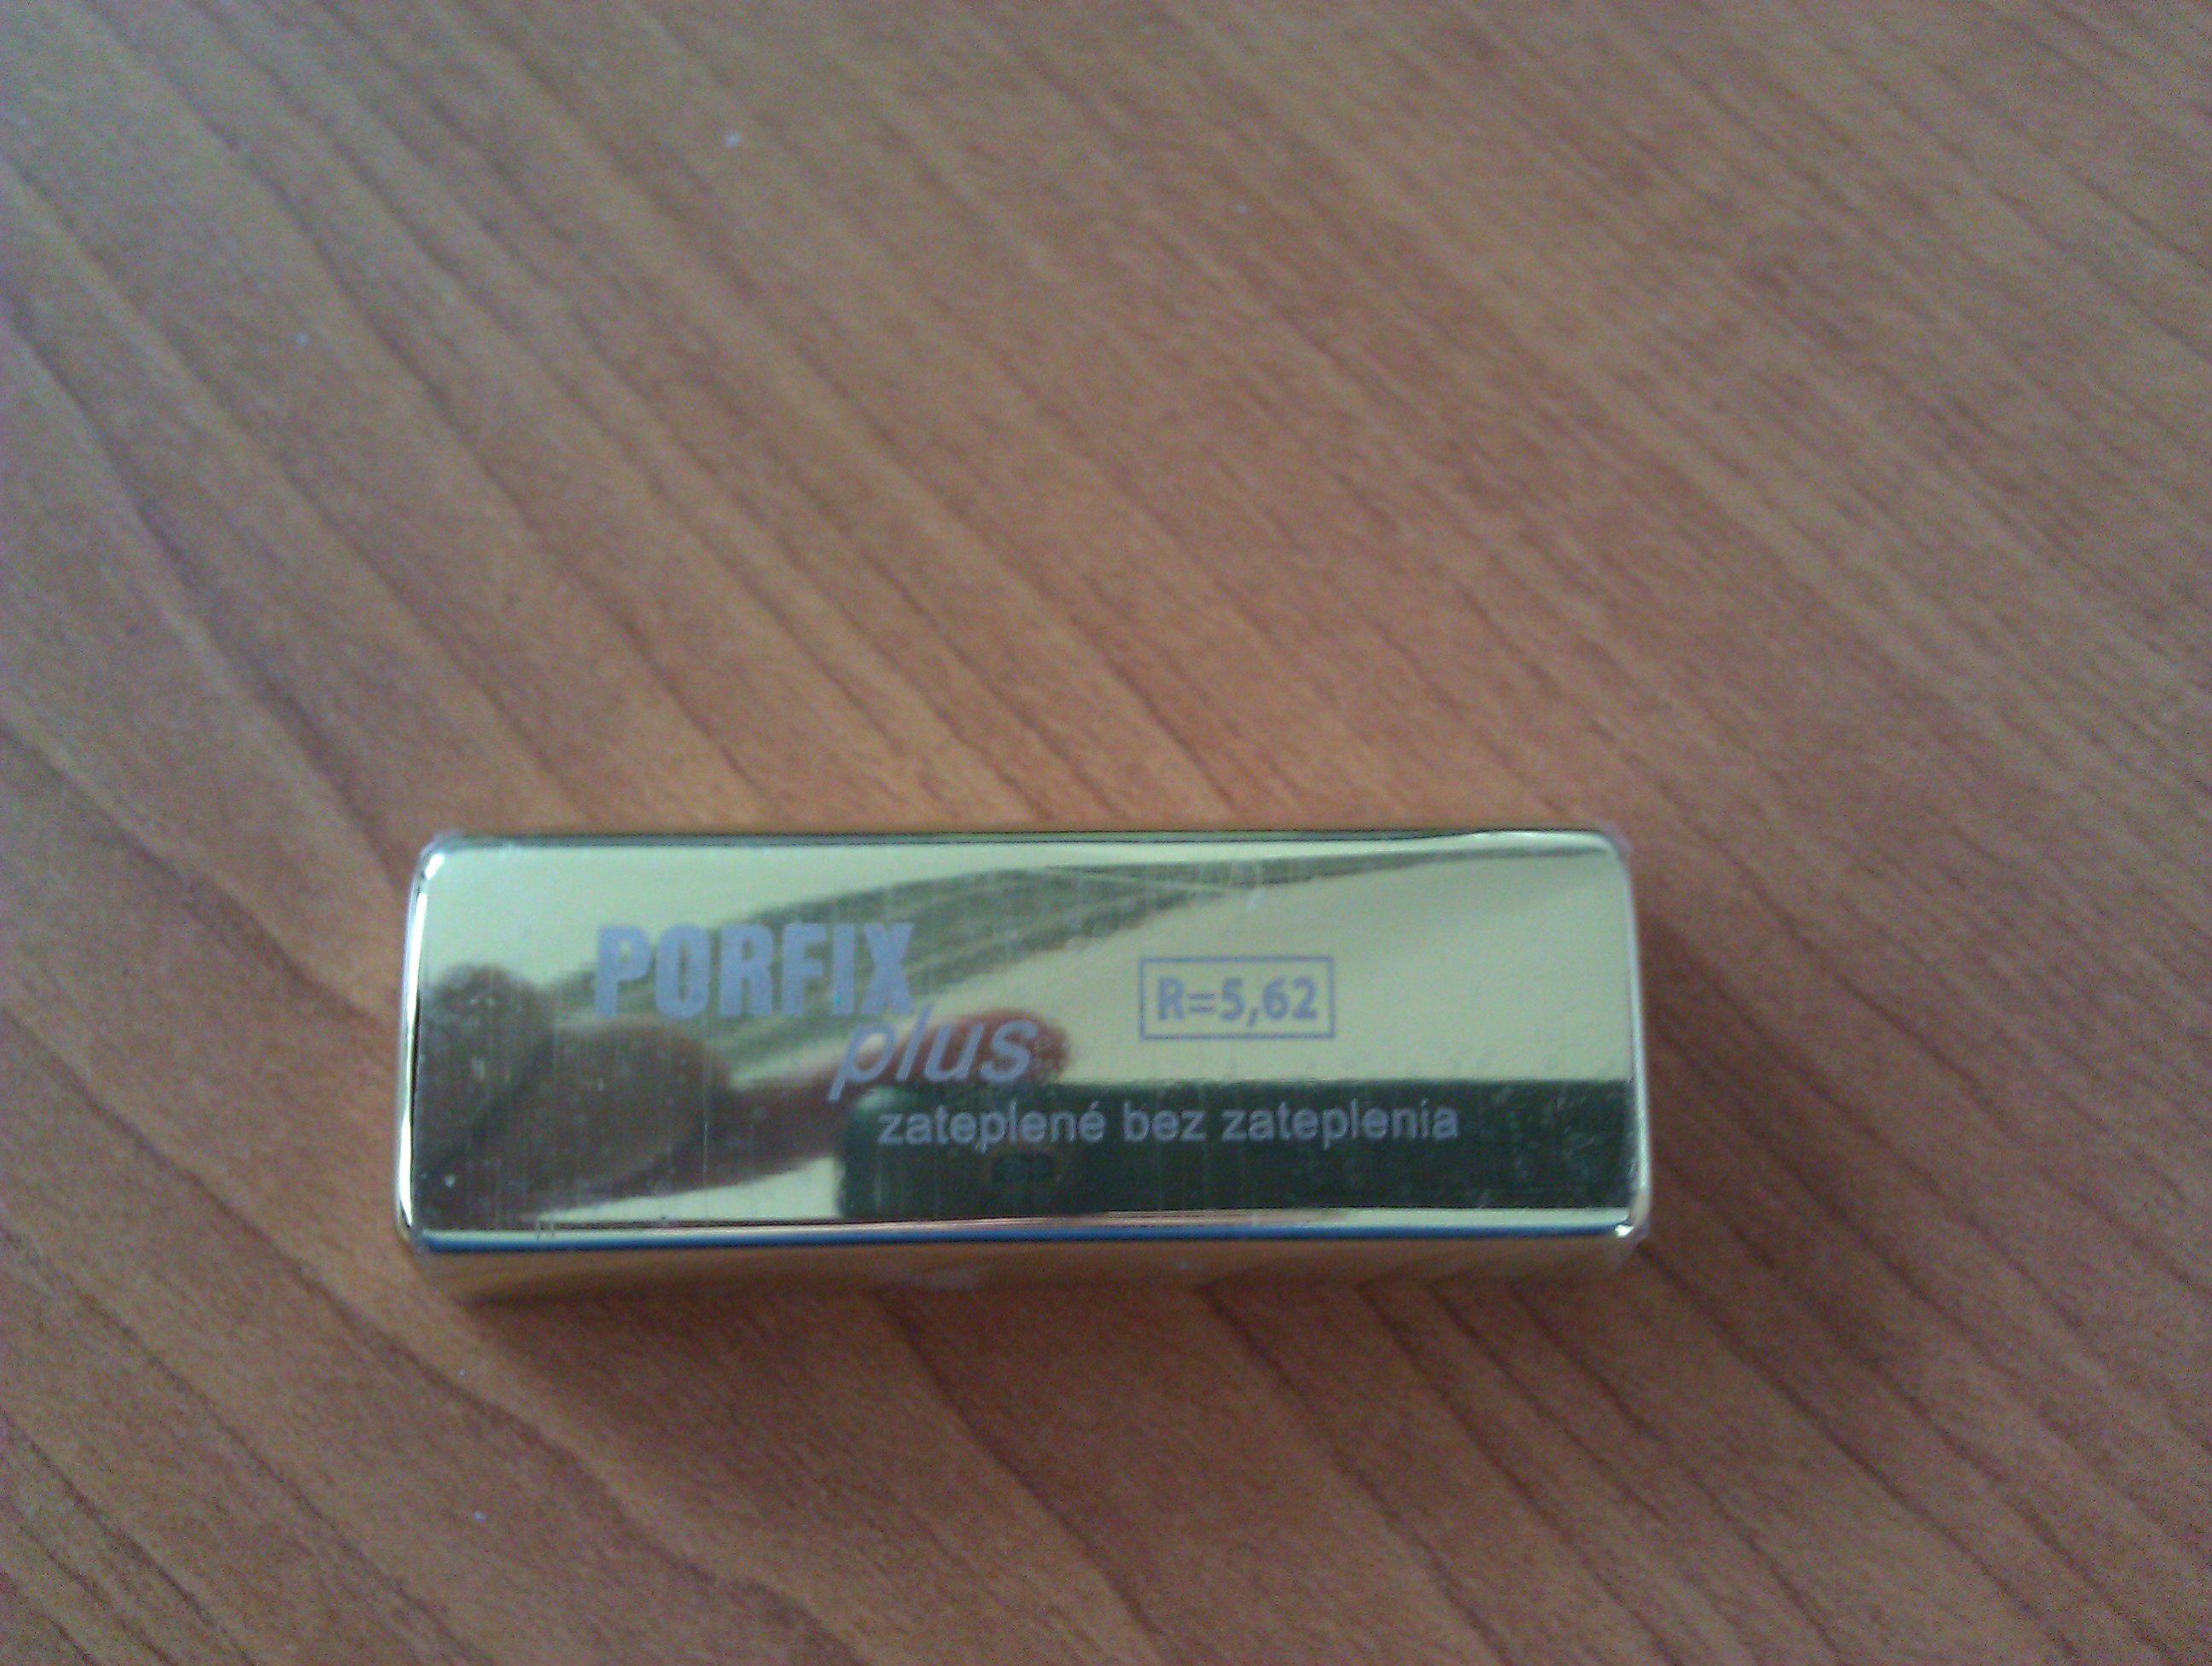 PORFIX
plus
R=5,62
zateplené bez zateplenia